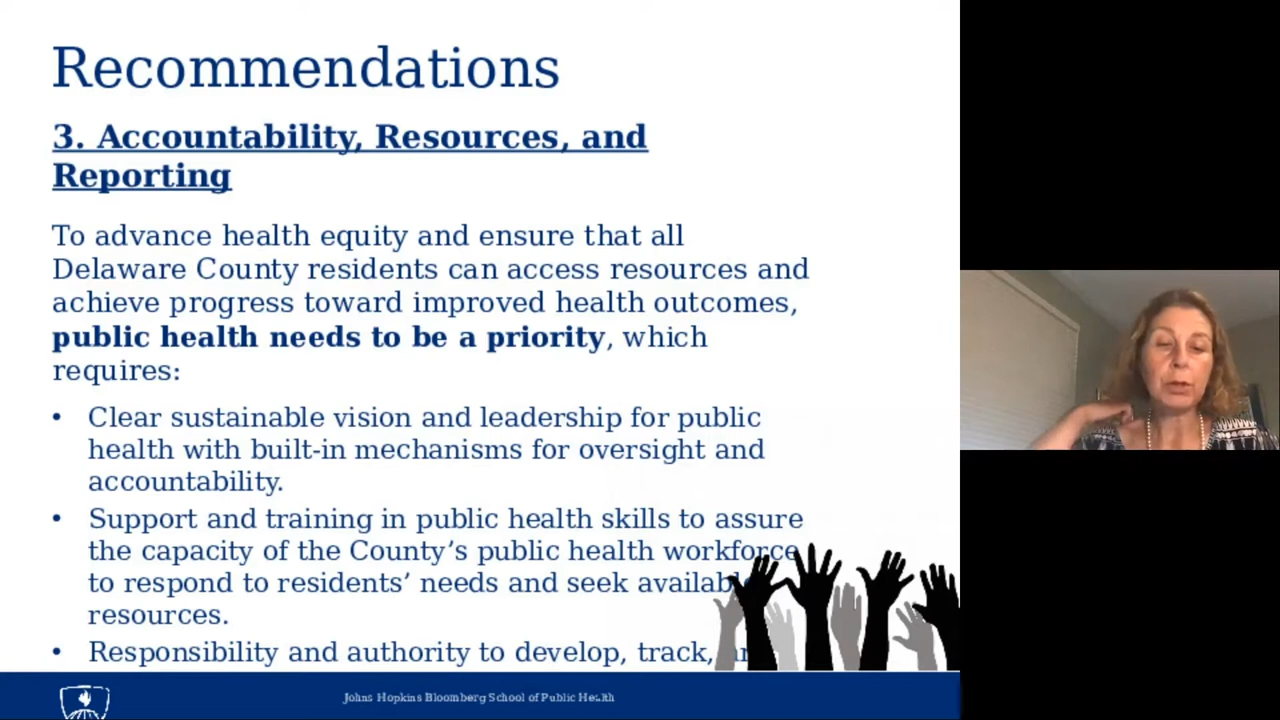 Recommendations
3. Accountability, Resources, and
Reporting
To advance health equity and ensure that all
Delaware County residents can access resources and
achieve progress toward improved health outcomes,
public health needs to be a priority, which
requires:
• Clear sustainable vision and leadership for public
health with built-in mechanisms for oversight and
accountability.
• Support and training in public health skills to assure
the capacity of the County’s public health workforce
to respond to residents’ needs and seek available
resources.
• Responsibility and authority to develop, track,
Johns Hopkins Bloomberg School of Public Health